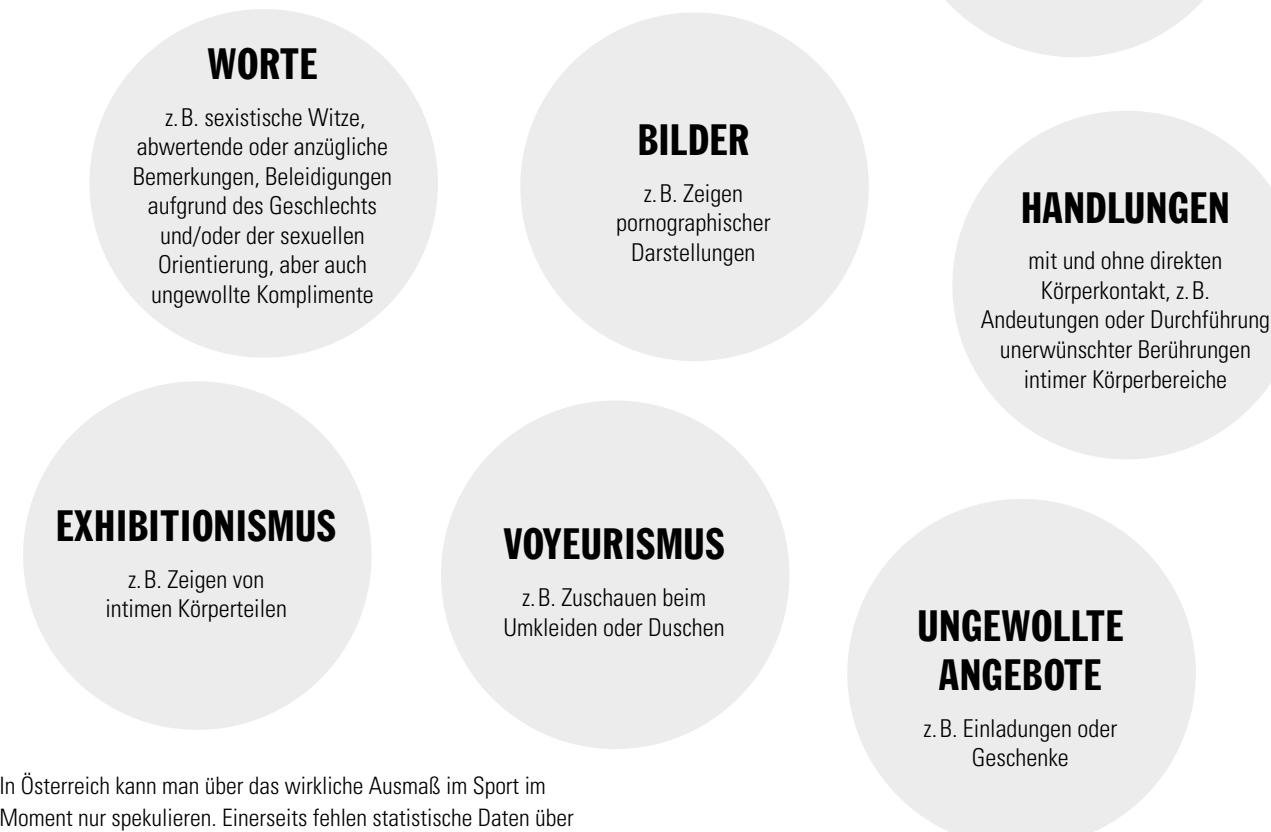 WORTE
z. B. sexistische Witze,
abwertende oder anzügliche
Bemerkungen, Beleidigungen
aufgrund des Geschlechts
und/oder der sexuellen
Orientierung, aber auch
ungewollte Komplimente
BILDER
z. B. Zeigen
pornographischer
Darstellungen
HANDLUNGEN
mit und ohne direkten
Körperkontakt, z. B.
Andeutungen oder Durchführung
unerwünschter Berührungen
intimer Körperbereiche
EXHIBITIONISMUS
z. B. Zeigen von
intimen Körperteilen
VOYEURISMUS
z. B. Zuschauen beim
Umkleiden oder Duschen
UNGEWOLLTE
ANGEBOTE
z. B. Einladungen oder
Geschenke
In Österreich kann man über das wirkliche Ausmaß im Sport im
Moment nur spekulieren. Einerseits fehlen statistische Daten über